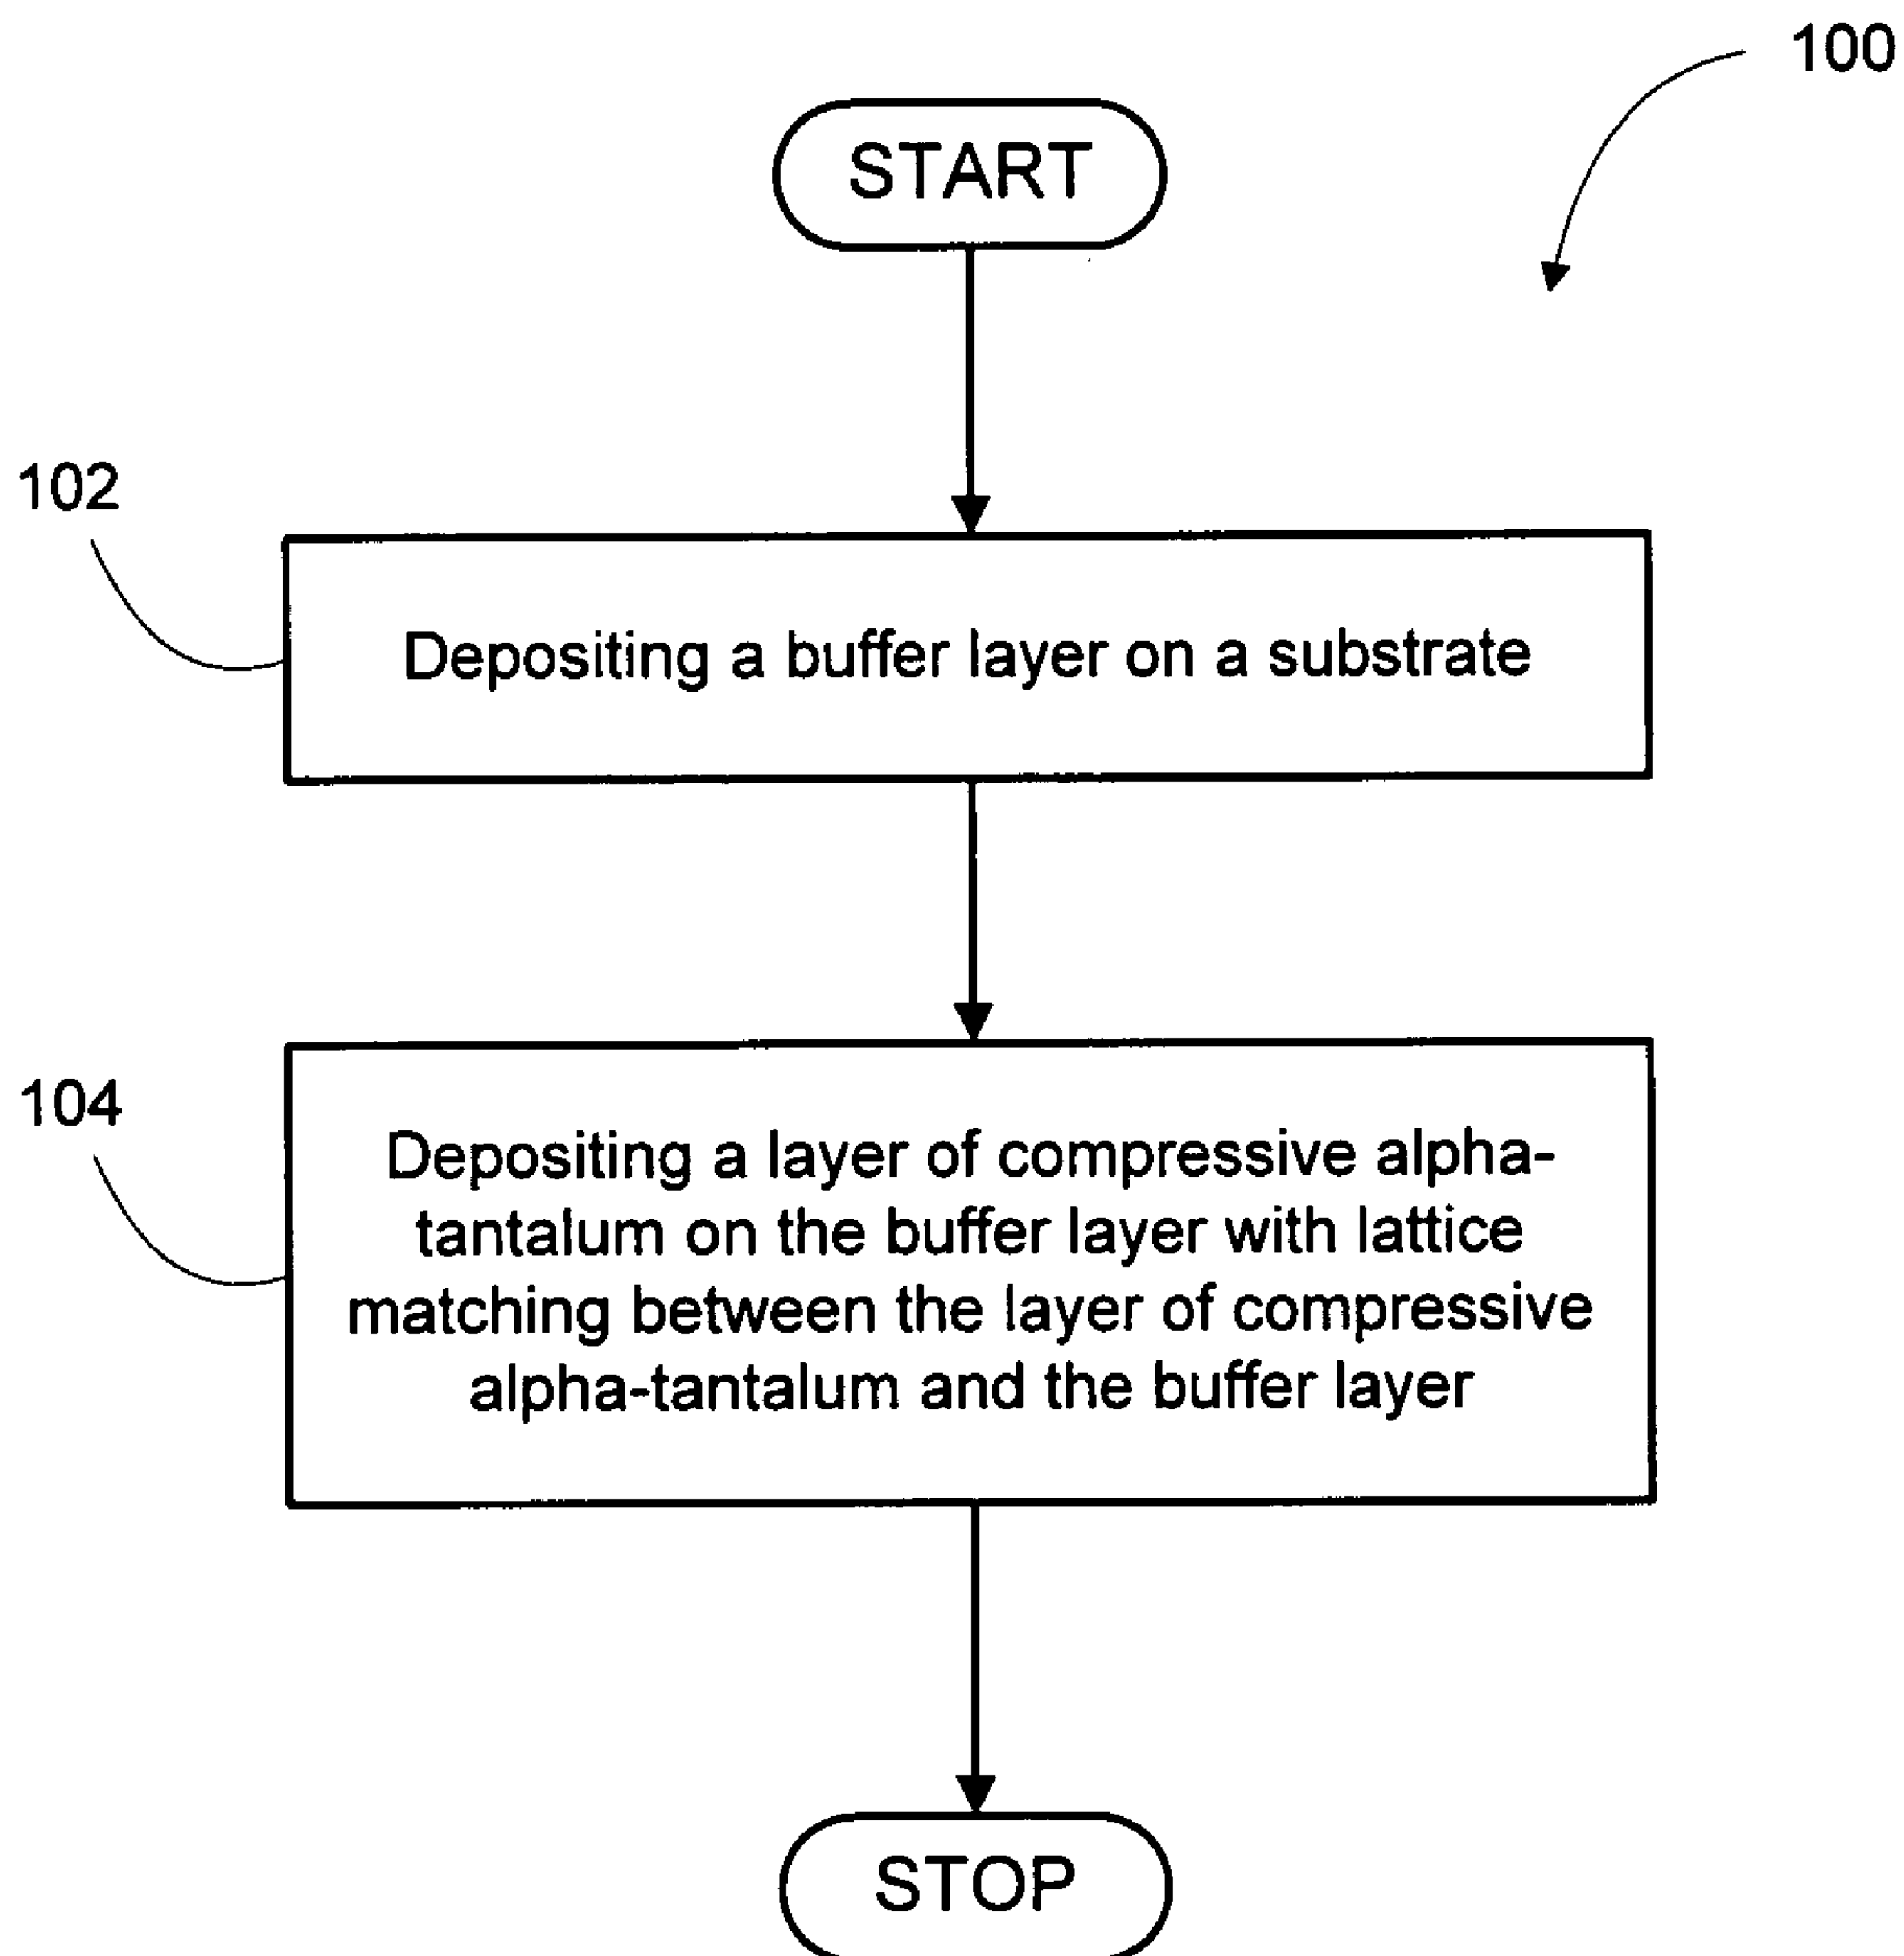 100
START
102
Depositing a buffer layer on a substrate
104
Depositing a layer of compressive alpha-
tantalum on the buffer layer with lattice
matching between the layer of compressive
alpha-tantalum and the buffer layer
STOP